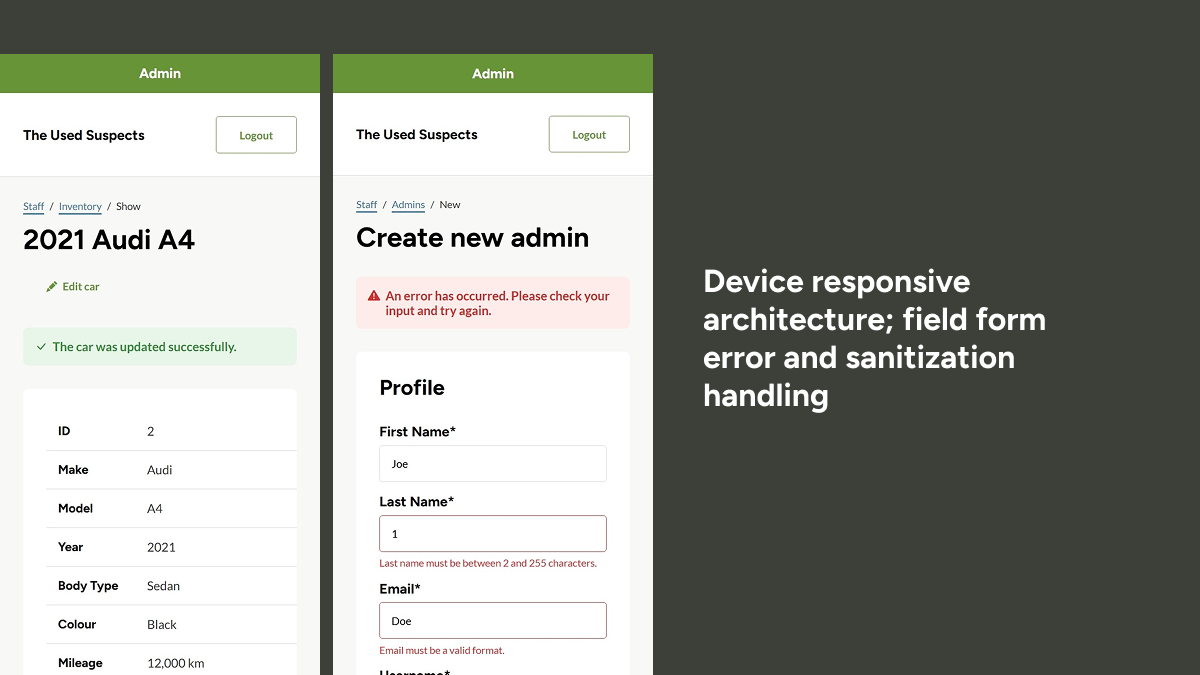 Admin
The Used Suspects
Logout
Staff / Inventory / Show
2021 Audi A4
Edit car
The car was updated successfully.
ID 2
Make Audi
Model A4
Year 2021
Body Type Sedan
Colour Black
Mileage 12,000 km
Admin
The Used Suspects
Logout
Staff / Admins / New
Create new admin
An error has occurred. Please check your
input and try again.
Profile
First Name*
Joe
Last Name*
1
Last name must be between 2 and 255 characters.
Email*
Doe
Email must be a valid format.
Username*
Device responsive
architecture; field form
error and sanitization
handling